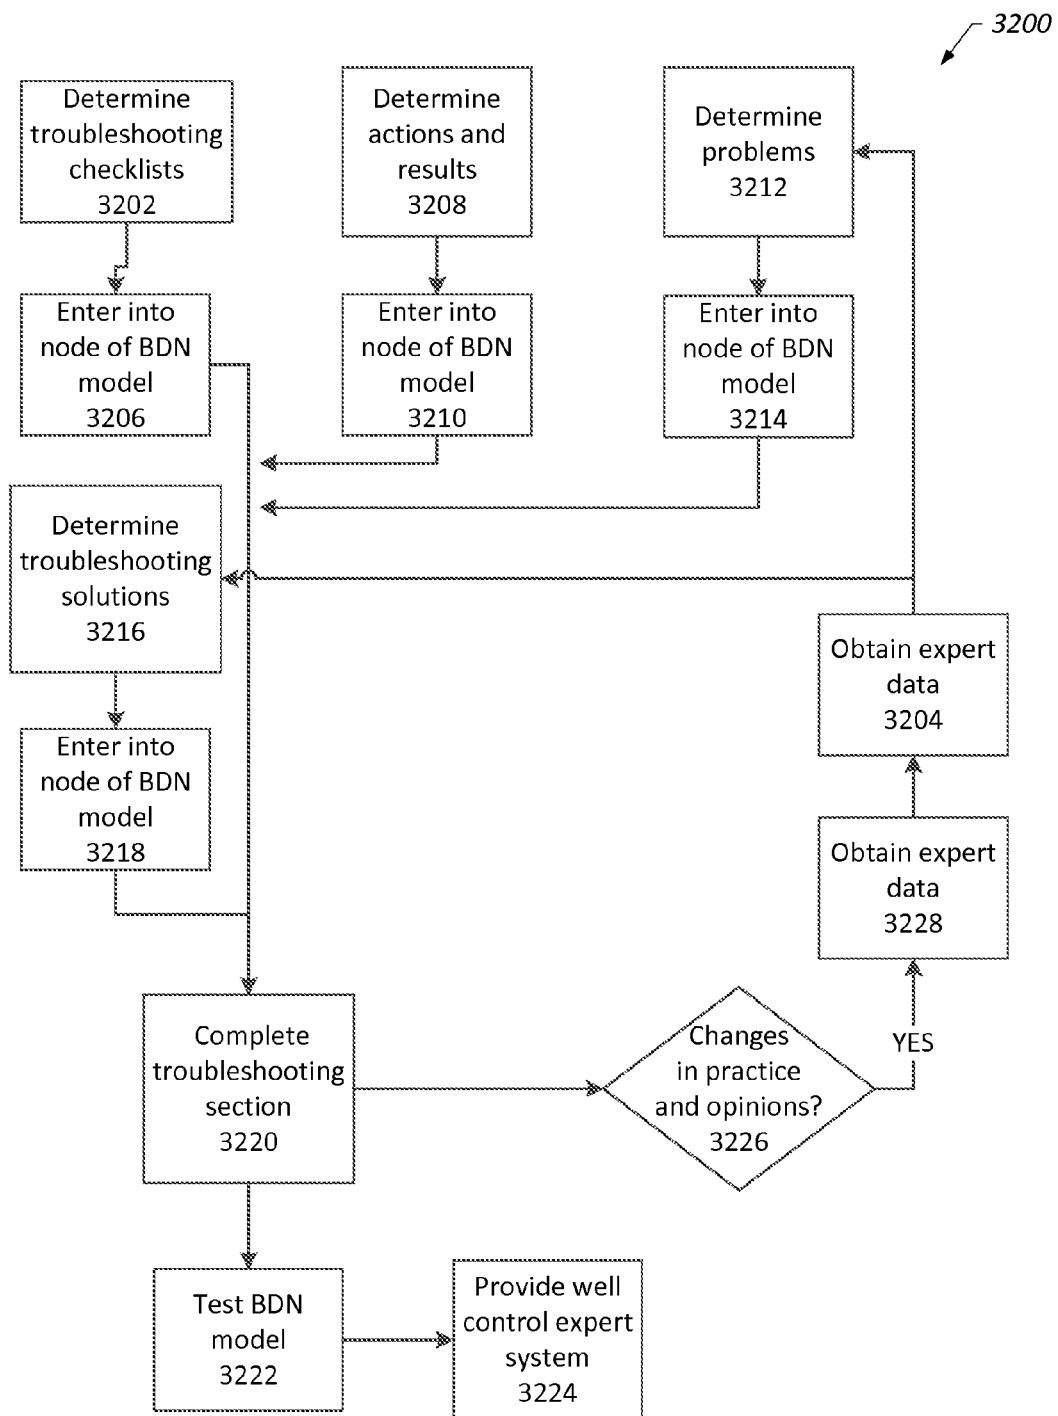 3200
Determine
troubleshooting
checklists
3202
Determine
actions and
results
3208
Determine
problems
3212
Enter into
node of BDN
model
3206
Enter into
node of BDN
model
3210
Enter into
node of BDN
model
3214
Determine
troubleshooting
solutions
3216
Obtain expert
data
3204
Enter into
node of BDN
model
3218
Obtain expert
data
3228
YES
Complete
troubleshooting
section
3220
Changes
in practice
and opinions?
3226
Test BDN
model
3222
Provide well
control expert
system
3224